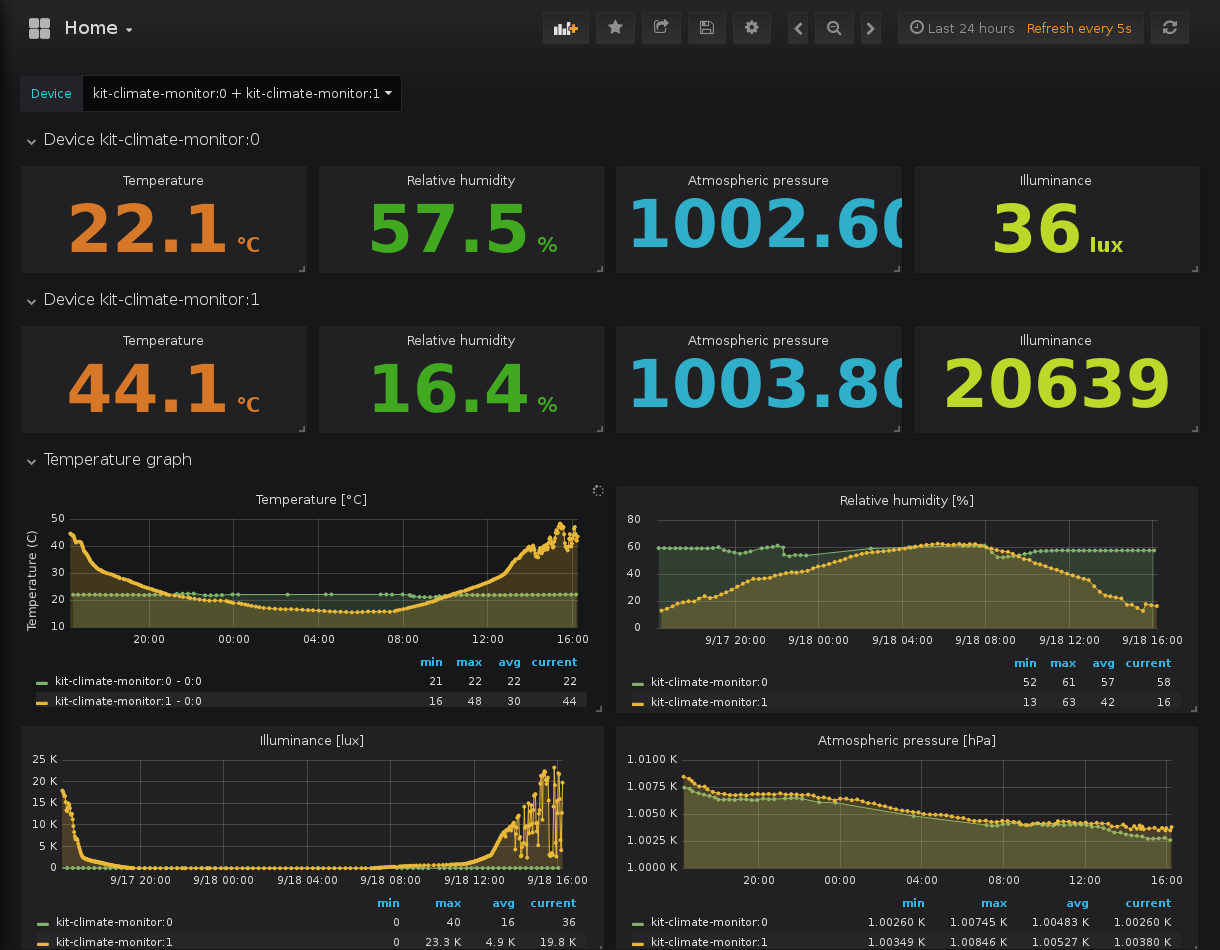 Home
Last 24 hours Refresh every 5s
Device kit-climate-monitor:0 + kit-climate-monitor:1
Device kit-climate-monitor:0
Temperature Relative humidity Atmospheric pressure Illuminance
22.1 °C 57.5 % 1002.60 36 lux
Device kit-climate-monitor:1
Temperature Relative humidity Atmospheric pressure Illuminance
44.1 °C 16.4 % 1003.80 20639
Temperature graph
Temperature [°C]
Temperature (C)
50
40
30
20
10
20:00 00:00 04:00 08:00 12:00 16:00
min max avg current
kit-climate-monitor:0 - 0:0 21 22 22 22
kit-climate-monitor:1 - 0:0 16 48 30 44
Relative humidity [%]
80
60
40
20
0
9/17 20:00 9/18 00:00 9/18 04:00 9/18 08:00 9/18 12:00 9/18 16:00
min max avg current
kit-climate-monitor:0 52 61 57 58
kit-climate-monitor:1 13 63 42 16
Illuminance [lux]
25 K
20 K
15 K
10 K
5 K
0
9/17 20:00 9/18 00:00 9/18 04:00 9/18 08:00 9/18 12:00 9/18 16:00
min max avg current
kit-climate-monitor:0 0 40 16 36
kit-climate-monitor:1 0 23.3 K 4.9 K 19.8 K
Atmospheric pressure [hPa]
1.0100 K
1.0075 K
1.0050 K
1.0025 K
1.0000 K
20:00 00:00 04:00 08:00 12:00 16:00
min max avg current
kit-climate-monitor:0 1.00260 K 1.00745 K 1.00483 K 1.00260 K
kit-climate-monitor:1 1.00349 K 1.00846 K 1.00527 K 1.00380 K